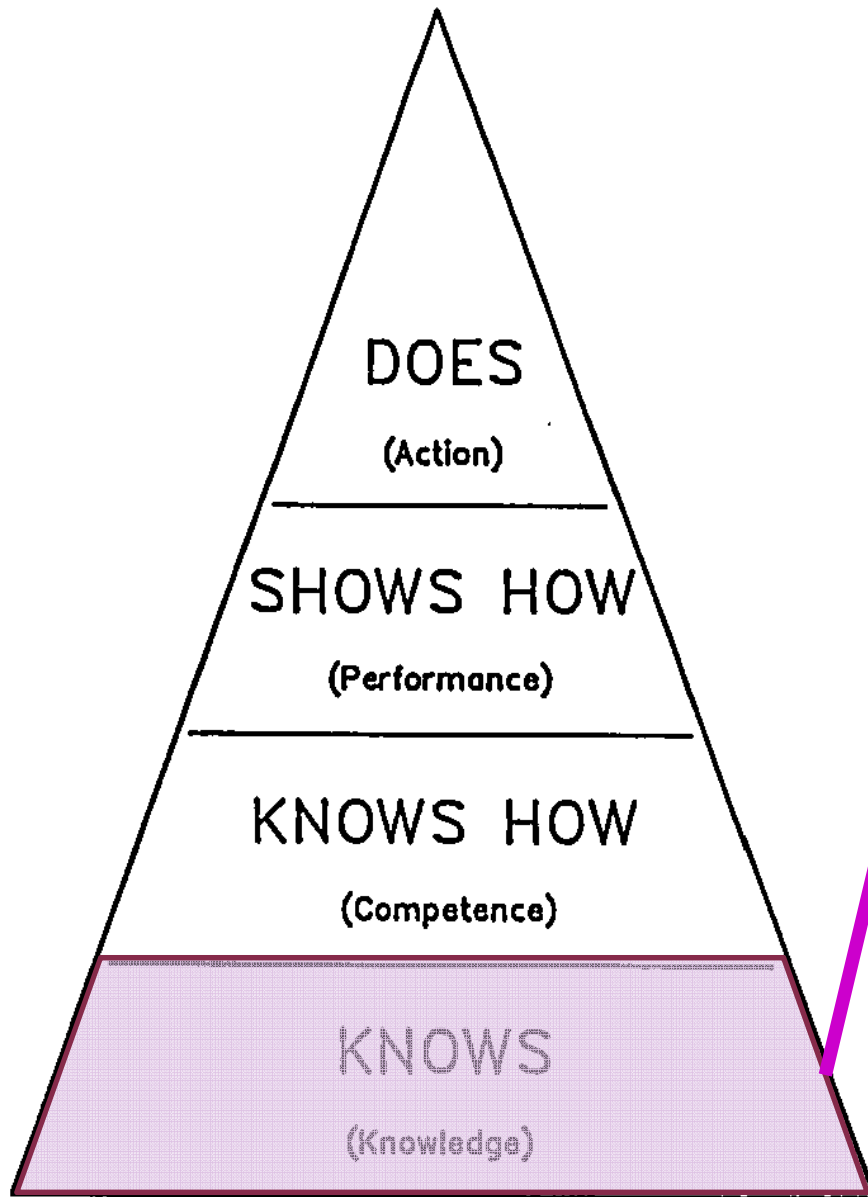 DOES
(Action)
SHOWS HOW
(Performance)
KNOWS HOW
(Competence)
KNOWS
(Knowledge)